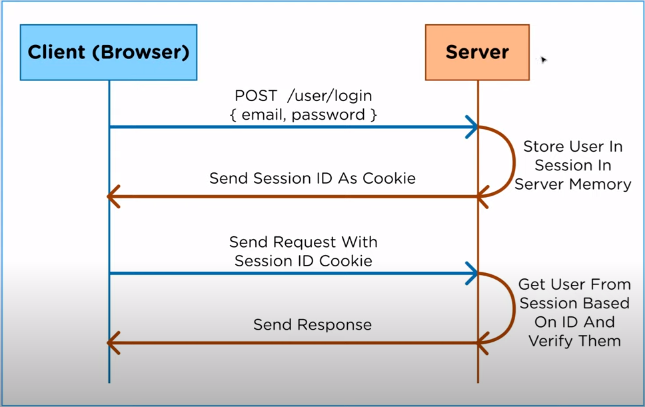 Client (Browser)
Server
POST /user/login
{ email, password }
Store User In
Session In
Server Memory
Send Session ID As Cookie
Send Request With
Session ID Cookie
Get User From
Session Based
On ID And
Verify Them
Send Response